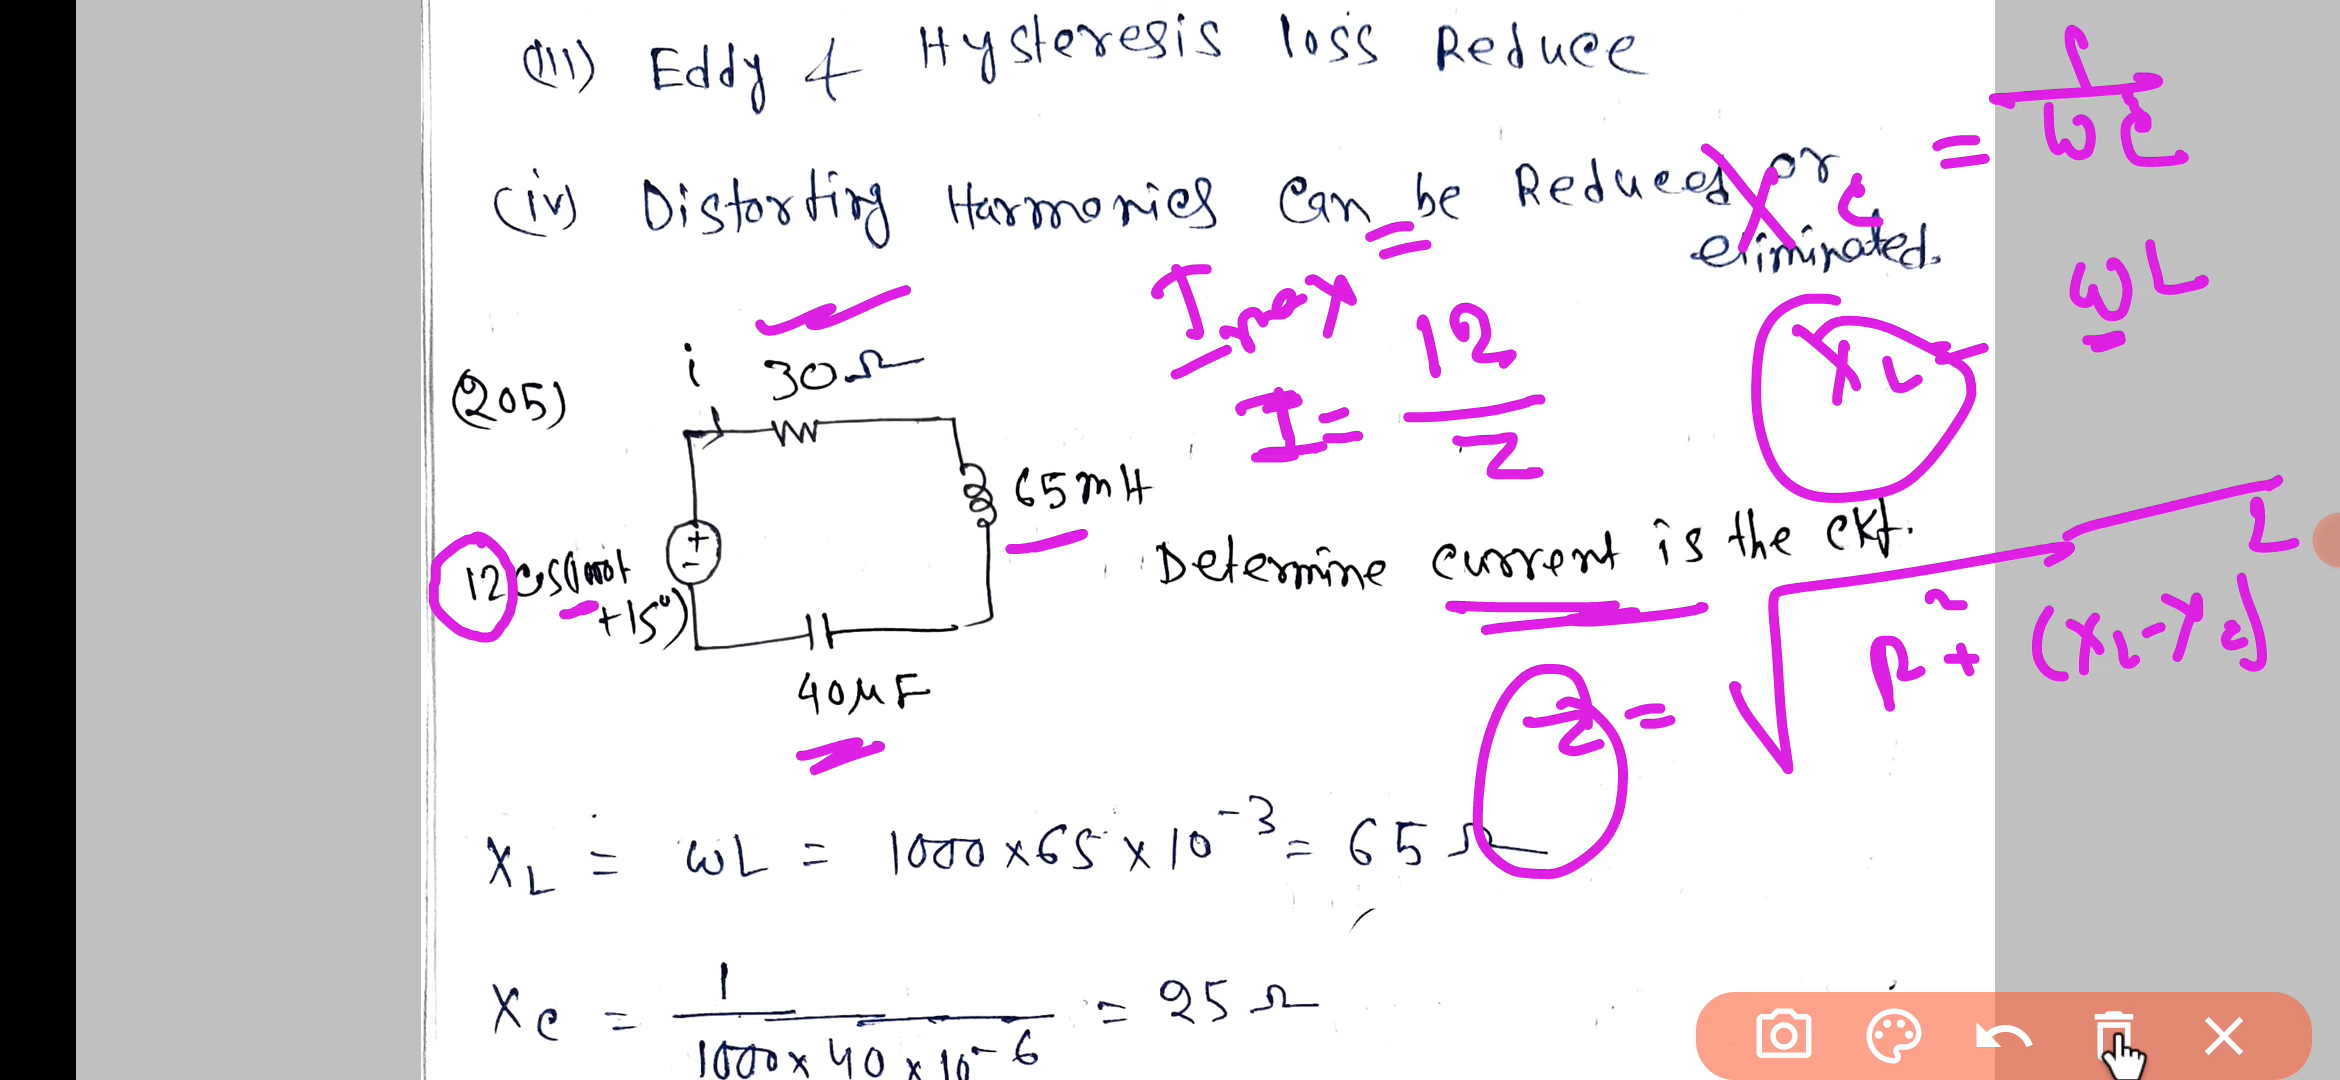 (iii) Eddy & Hysteresis loss Reduce
(iv) Distorting Harmonics Can be Reduced or
eliminated.
Xc = 1/ωC
XL = ωL
Imax =
I = 12/Z
(205) i 30Ω
65mH
12 cos(1000t
+15°)
40μF
Determine current is the ckt.
Z = √R² + (XL-Xc)²
XL = ωL = 1000×65×10⁻³ = 65Ω
Xc = 1/1000×40×10⁻⁶ = 25Ω